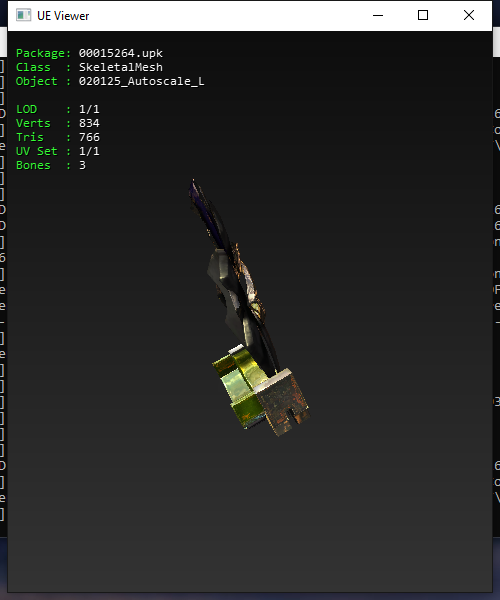 UE Viewer
Package: 00015264.upk
Class : SkeletalMesh
Object : 020125_Autoscale_L
LOD : 1/1
Verts : 834
Tris : 766
UV Set : 1/1
Bones : 3